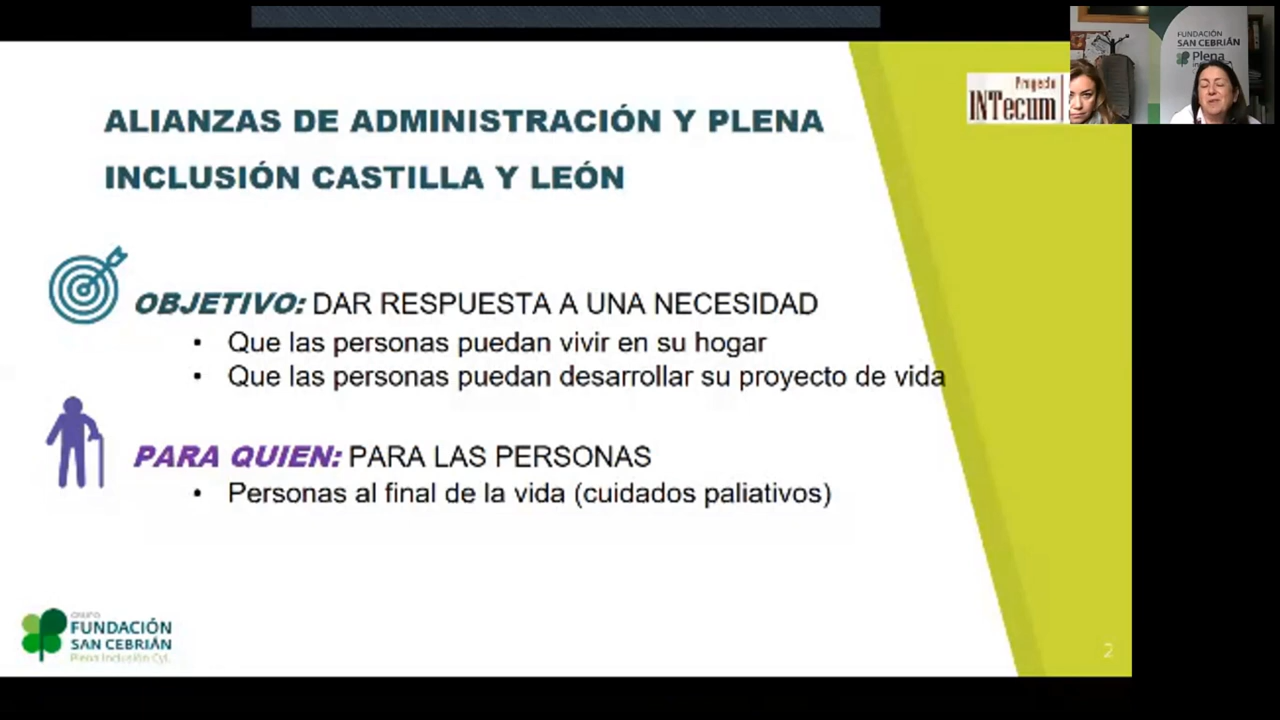 FUNDACIÓN
SAN CEBRIÁN
Plena
Proyecto
INTecum
ALIANZAS DE ADMINISTRACIÓN Y PLENA
INCLUSIÓN CASTILLA Y LEÓN
OBJETIVO: DAR RESPUESTA A UNA NECESIDAD
• Que las personas puedan vivir en su hogar
• Que las personas puedan desarrollar su proyecto de vida
PARA QUIEN: PARA LAS PERSONAS
• Personas al final de la vida (cuidados paliativos)
GRUPO
FUNDACIÓN
SAN CEBRIÁN
Plena Inclusión CyL
2